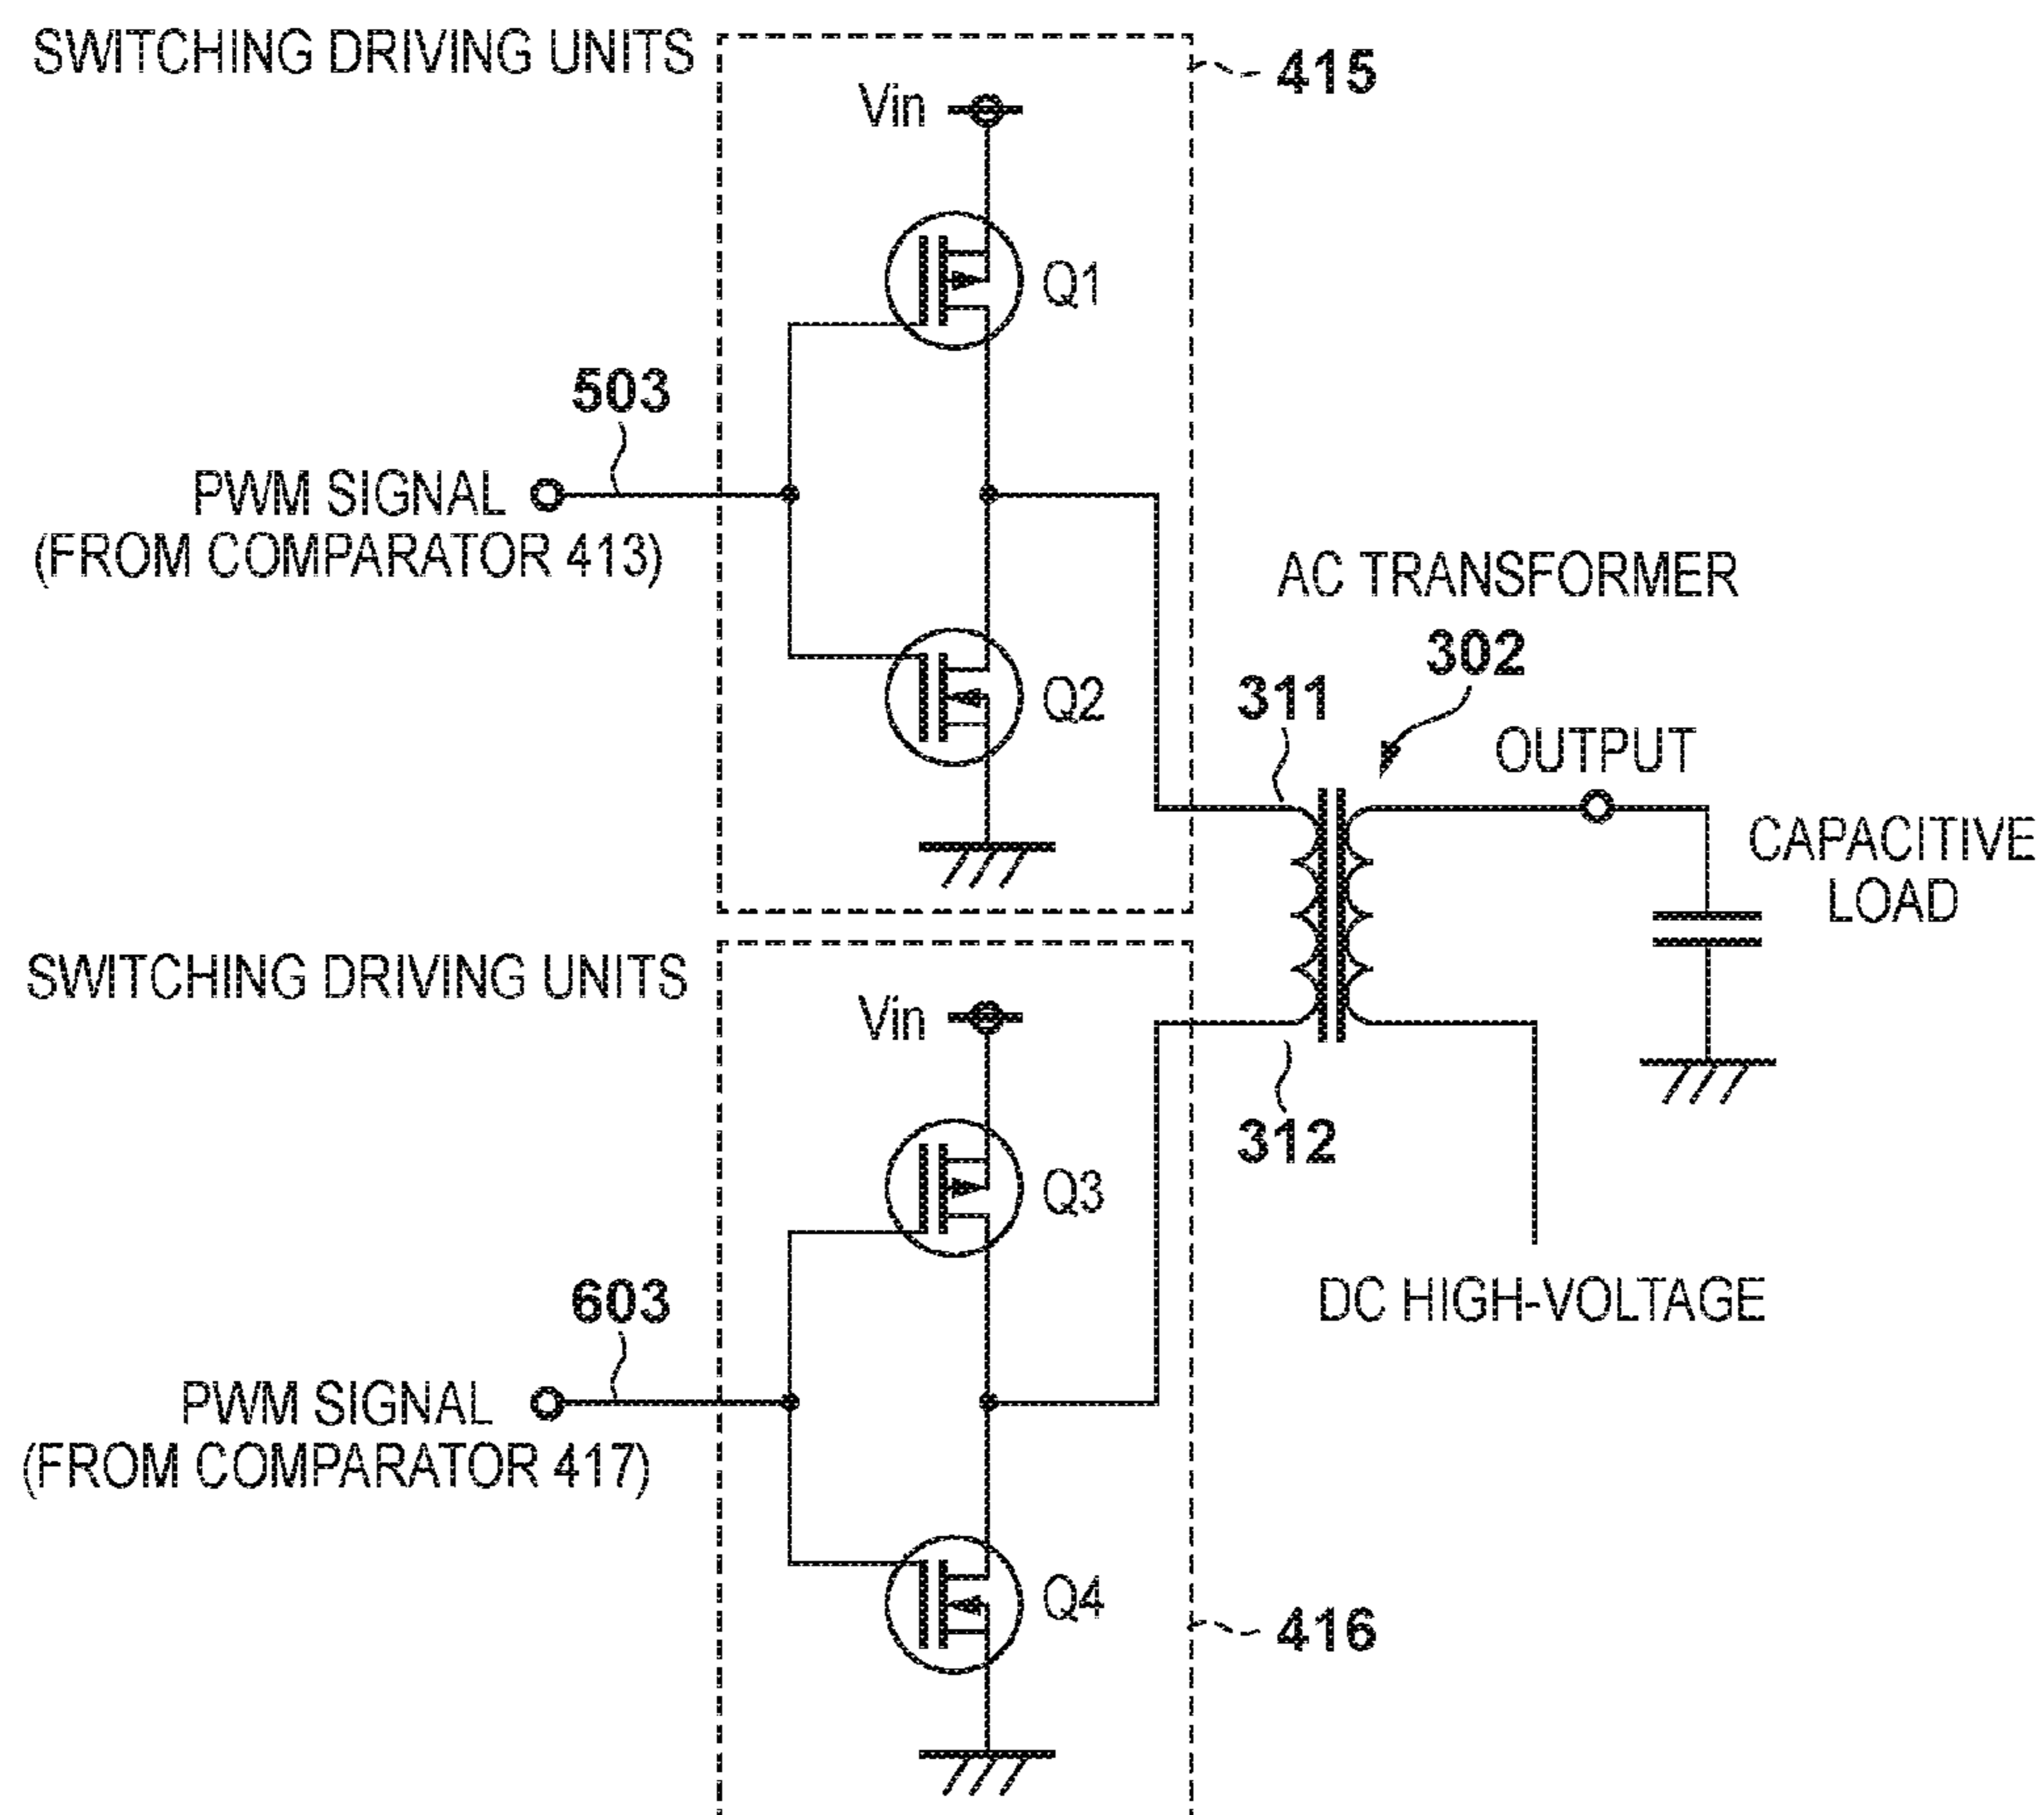 SWITCHING DRIVING UNITS
415
Vin
Q1
503
PWM SIGNAL
(FROM COMPARATOR 413)
AC TRANSFORMER
302
311
Q2
OUTPUT
CAPACITIVE
LOAD
SWITCHING DRIVING UNITS
Vin
312
Q3
DC HIGH-VOLTAGE
603
PWM SIGNAL
(FROM COMPARATOR 417)
Q4
416